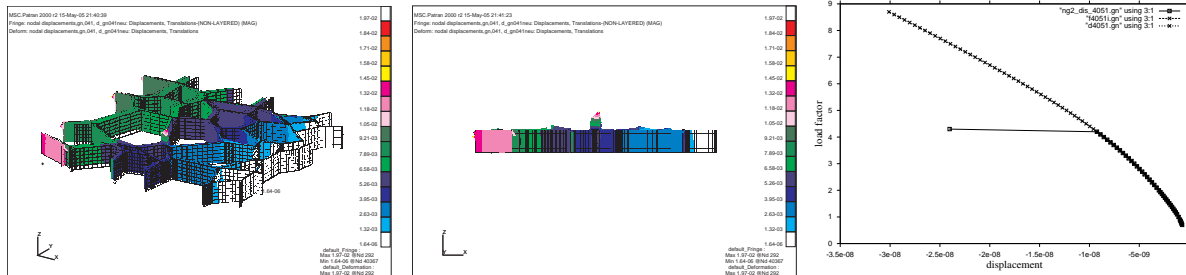 MSC.Patran 2000 r2 15-May-05 21:40:39
Fringe: nodal displacements,gn,041, d_gn041neu: Displacements, Translations-(NON-LAYERED) (MAG)
Deform: nodal displacements,gn,041, d_gn041neu: Displacements, Translations
1.97-02
1.84-02
1.71-02
1.58-02
1.45-02
1.32-02
1.18-02
1.05-02
9.21-03
7.89-03
6.58-03
5.26-03
3.95-03
2.63-03
1.32-03
1.64-06
1.64-06
Z
Y
X
default_Fringe :
Max 1.97-02 @Nd 292
Min 1.64-06 @Nd 40367
default_Deformation :
Max 1.97-02 @Nd 292
MSC.Patran 2000 r2 15-May-05 21:41:23
Fringe: nodal displacements,gn,041, d_gn041neu: Displacements, Translations-(NON-LAYERED) (MAG)
Deform: nodal displacements,gn,041, d_gn041neu: Displacements, Translations
1.97-02
1.84-02
1.71-02
1.58-02
1.45-02
1.32-02
1.18-02
1.05-02
9.21-03
7.89-03
6.58-03
5.26-03
3.95-03
2.63-03
1.32-03
1.64-06
Z
X
default_Fringe :
Max 1.97-02 @Nd 292
Min 1.64-06 @Nd 40367
default_Deformation :
Max 1.97-02 @Nd 292
"ng2_dis_4051.gn" using 3:1
"f4051i.gn" using 3:1
"d4051.gn" using 3:1
9
8
7
6
5
4
3
2
1
0
load factor
-3.5e-08
-3e-08
-2.5e-08
-2e-08
-1.5e-08
-1e-08
-5e-09
displacement